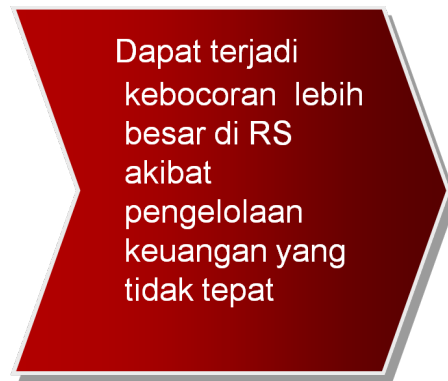 Dapat terjadi
kebocoran lebih
besar di RS
akibat
pengelolaan
keuangan yang
tidak tepat